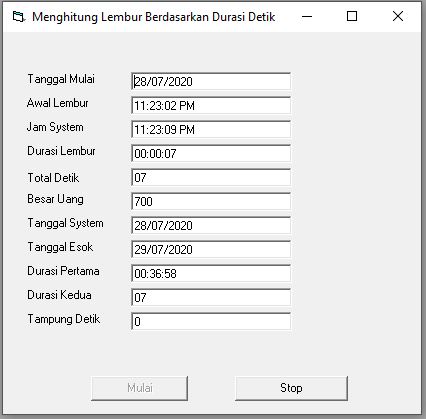 Menghitung Lembur Berdasarkan Durasi Detik
Tanggal Mulai 28/07/2020
Awal Lembur 11:23:02 PM
Jam System 11:23:09 PM
Durasi Lembur 00:00:07
Total Detik 07
Besar Uang 700
Tanggal System 28/07/2020
Tanggal Esok 29/07/2020
Durasi Pertama 00:36:58
Durasi Kedua 07
Tampung Detik 0
Mulai Stop